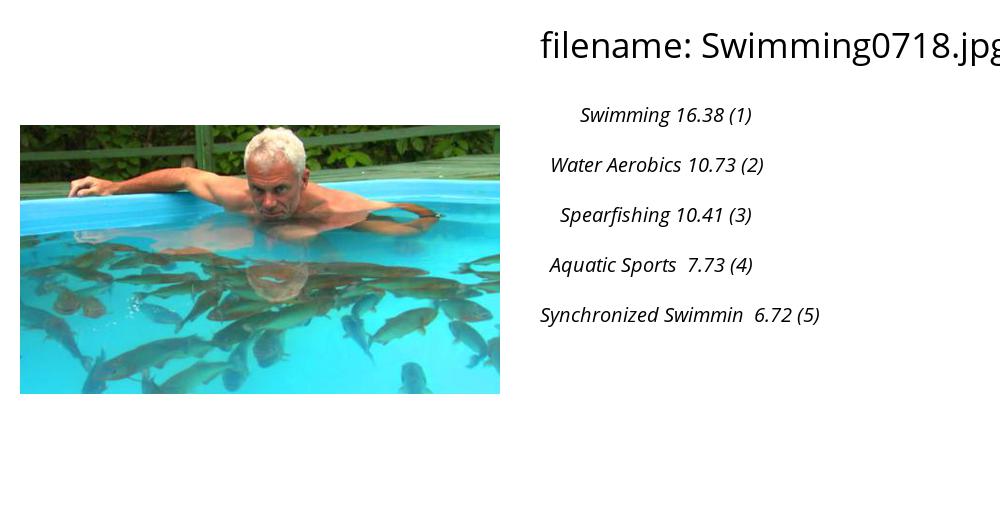 filename: Swimming0718.jpg
Swimming 16.38 (1)
Water Aerobics 10.73 (2)
Spearfishing 10.41 (3)
Aquatic Sports 7.73 (4)
Synchronized Swimmin 6.72 (5)